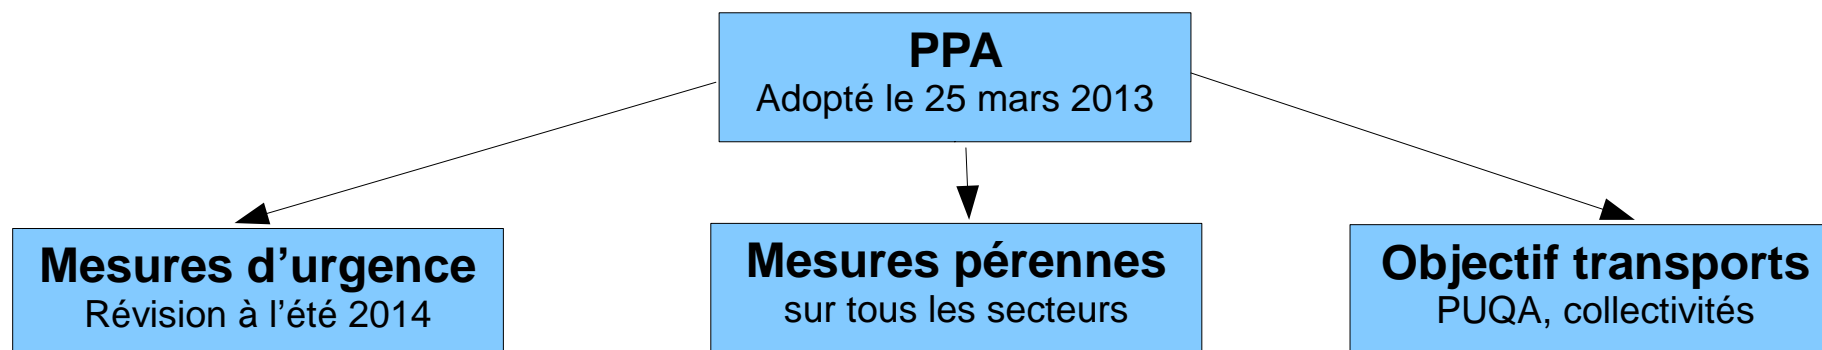 PPA
Adopté le 25 mars 2013
Mesures d’urgence
Révision à l’été 2014
Mesures pérennes
sur tous les secteurs
Objectif transports
PUQA, collectivités